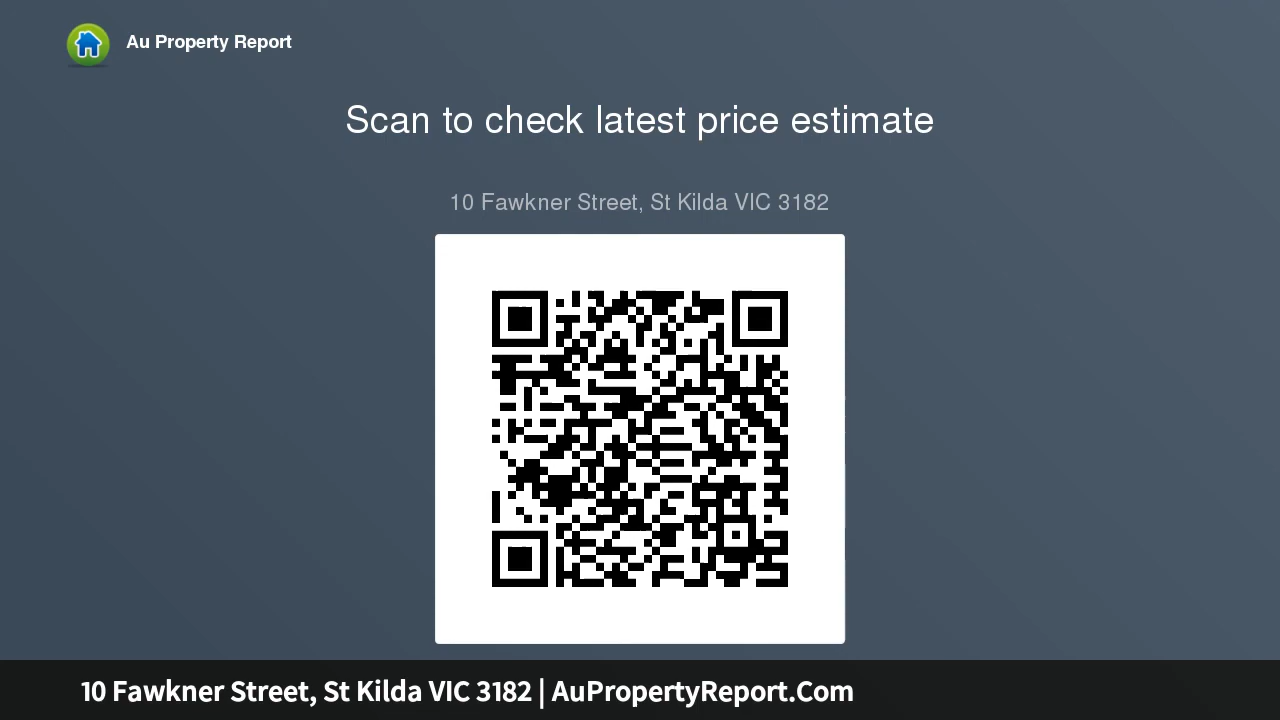 Au Property Report
Scan to check latest price estimate
10 Fawkner Street, St Kilda VIC 3182
10 Fawkner Street, St Kilda VIC 3182 | AuPropertyReport.Com